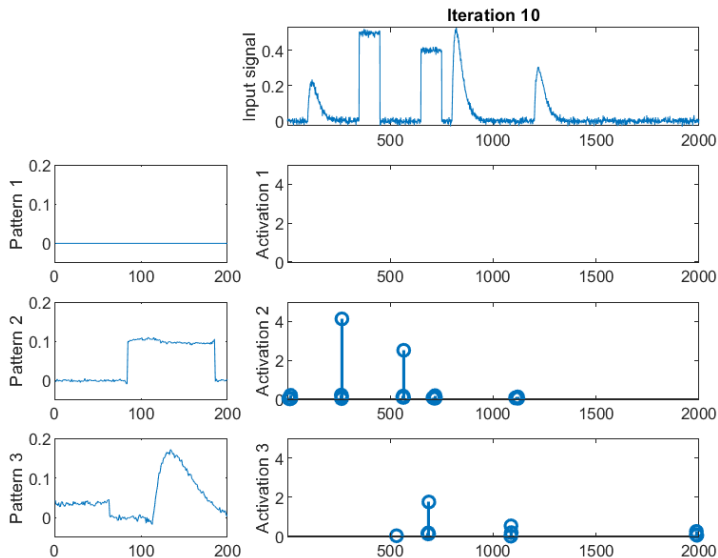 Iteration 10
Input signal
0.4
0.2
0
500 1000 1500 2000
Pattern 1
0.2
0.1
0
0 100 200
Activation 1
4
2
0
500 1000 1500 2000
Pattern 2
0.2
0.1
0
0 100 200
Activation 2
4
2
0
500 1000 1500 2000
Pattern 3
0.2
0.1
0
0 100 200
Activation 3
4
2
0
500 1000 1500 2000